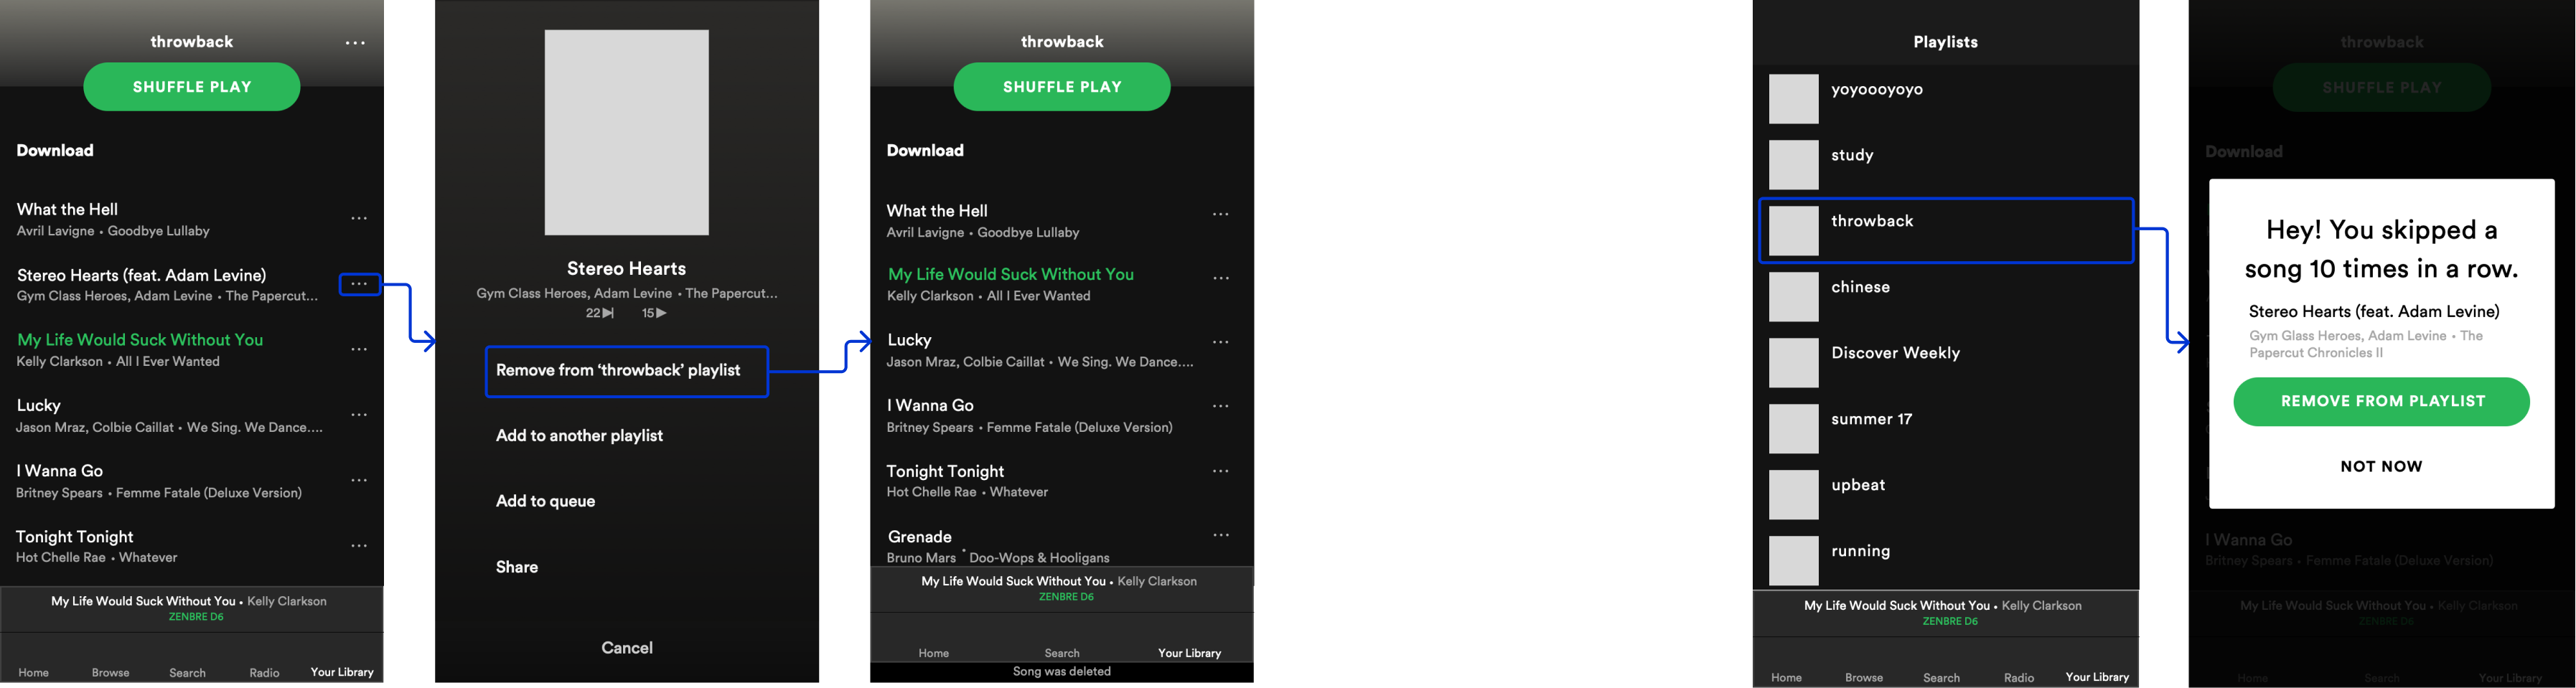 throwback
...
SHUFFLE PLAY
Download
What the Hell
Avril Lavigne • Goodbye Lullaby
...
Stereo Hearts (feat. Adam Levine)
Gym Class Heroes, Adam Levine • The Papercut...
...
My Life Would Suck Without You
Kelly Clarkson • All I Ever Wanted
...
Lucky
Jason Mraz, Colbie Caillat • We Sing. We Dance....
...
I Wanna Go
Britney Spears • Femme Fatale (Deluxe Version)
...
Tonight Tonight
Hot Chelle Rae • Whatever
...
My Life Would Suck Without You • Kelly Clarkson
ZENBRE D6
Home Browse Search Radio Your Library
Stereo Hearts
Gym Class Heroes, Adam Levine • The Papercut...
22 15
Remove from ‘throwback’ playlist
Add to another playlist
Add to queue
Share
Cancel
throwback
SHUFFLE PLAY
Download
What the Hell
Avril Lavigne • Goodbye Lullaby
...
My Life Would Suck Without You
Kelly Clarkson • All I Ever Wanted
...
Lucky
Jason Mraz, Colbie Caillat • We Sing. We Dance....
...
I Wanna Go
Britney Spears • Femme Fatale (Deluxe Version)
...
Tonight Tonight
Hot Chelle Rae • Whatever
...
Grenade
Bruno Mars • Doo-Wops & Hooligans
...
My Life Would Suck Without You • Kelly Clarkson
ZENBRE D6
Home Search Your Library
Song was deleted
Playlists
yoyoooyoyo
study
throwback
chinese
Discover Weekly
summer 17
upbeat
running
My Life Would Suck Without You • Kelly Clarkson
ZENBRE D6
Home Browse Search Radio Your Library
throwback
SHUFFLE PLAY
Download
Hey! You skipped a
song 10 times in a row.
Stereo Hearts (feat. Adam Levine)
Gym Glass Heroes, Adam Levine • The
Papercut Chronicles II
REMOVE FROM PLAYLIST
NOT NOW
I Wanna Go
Britney Spears • Femme Fatale (Deluxe Version)
My Life Would Suck Without You • Kelly Clarkson
ZENBRE D6
Home Search Your Library